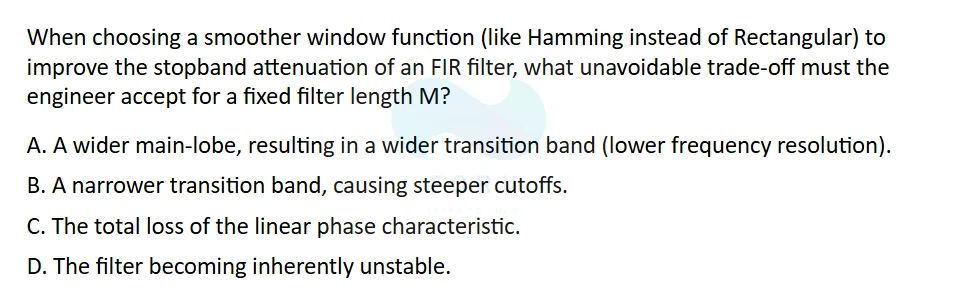 When choosing a smoother window function (like Hamming instead of Rectangular) to
improve the stopband attenuation of an FIR filter, what unavoidable trade-off must the
engineer accept for a fixed filter length M?
A. A wider main-lobe, resulting in a wider transition band (lower frequency resolution).
B. A narrower transition band, causing steeper cutoffs.
C. The total loss of the linear phase characteristic.
D. The filter becoming inherently unstable.